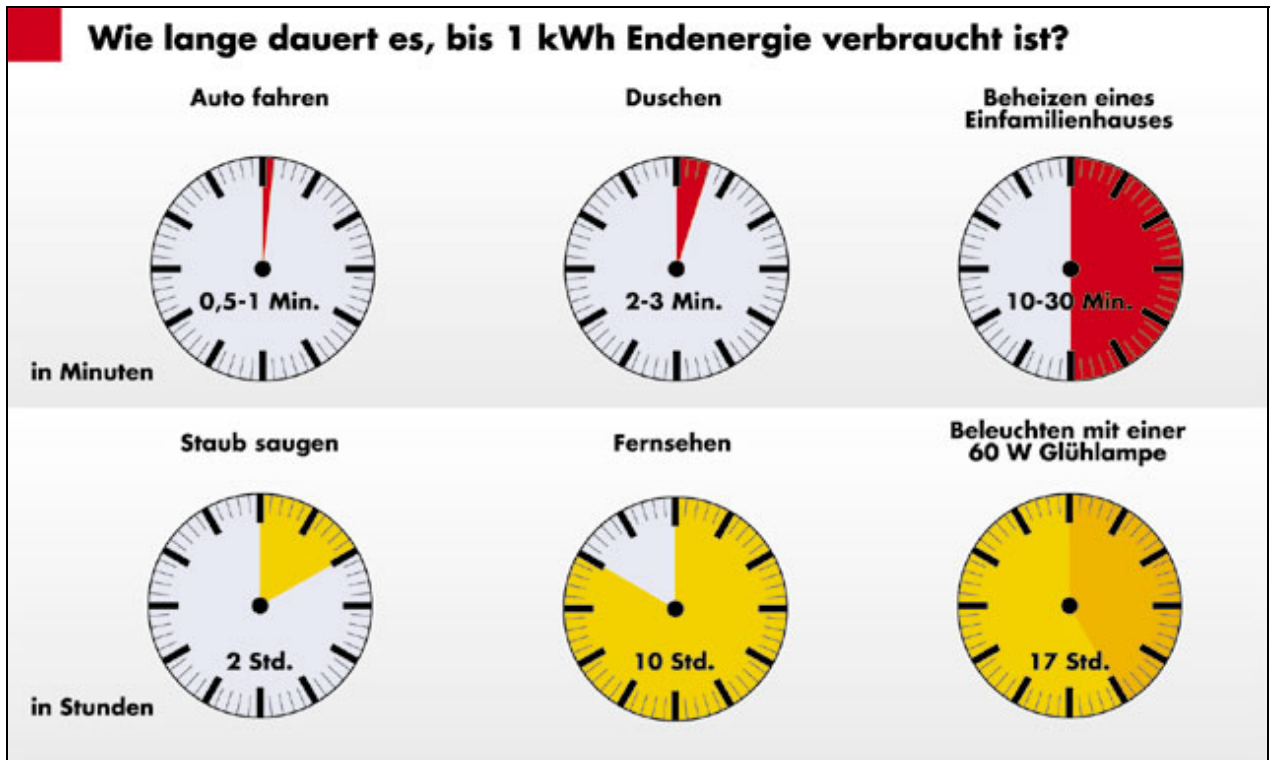 Wie lange dauert es, bis 1 kWh Endenergie verbraucht ist?
Auto fahren
Duschen
Beheizen eines
Einfamilienhauses
0,5-1 Min.
2-3 Min.
10-30 Min.
in Minuten
Staub saugen
Fernsehen
Beleuchten mit einer
60 W Glühlampe
2 Std.
10 Std.
17 Std.
in Stunden